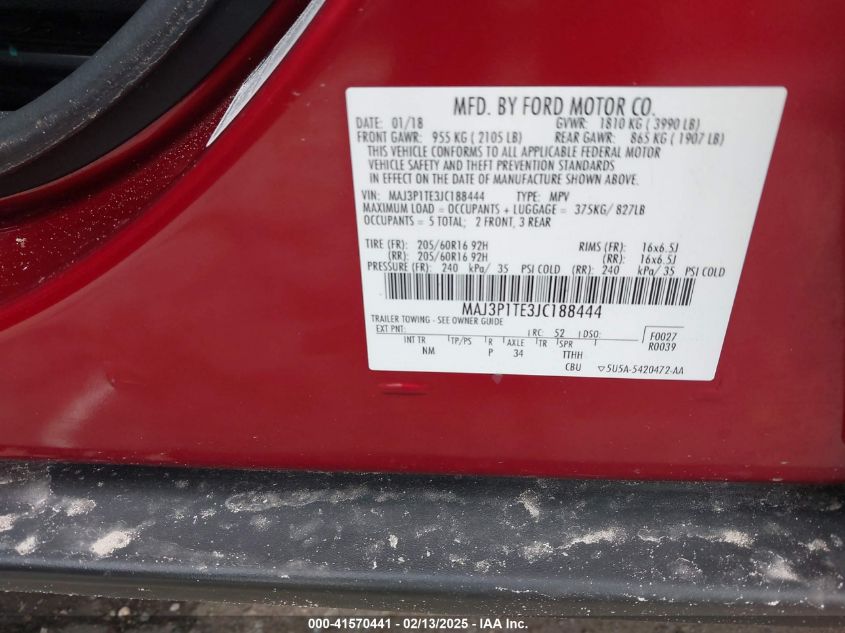 MFD. BY FORD MOTOR CO.
DATE: 01/18 GVWR: 1810 KG ( 3990 LB)
FRONT GAWR: 955 KG ( 2105 LB) REAR GAWR: 865 KG ( 1907 LB)
THIS VEHICLE CONFORMS TO ALL APPLICABLE FEDERAL MOTOR
VEHICLE SAFETY AND THEFT PREVENTION STANDARDS
IN EFFECT ON THE DATE OF MANUFACTURE SHOWN ABOVE.
VIN: MAJ3P1TE3JC188444 TYPE: MPV
MAXIMUM LOAD = OCCUPANTS + LUGGAGE = 375KG/ 827LB
OCCUPANTS = 5 TOTAL; 2 FRONT, 3 REAR
TIRE (FR): 205/60R16 92H RIMS (FR): 16x6.5J
(RR): 205/60R16 92H (RR): 16x6.5J
PRESSURE (FR): 240 kPa/ 35 PSI COLD (RR): 240 kPa/ 35 PSI COLD
MAJ3P1TE3JC188444
TRAILER TOWING - SEE OWNER GUIDE
EXT PNT: RC: 52 DSO: F0027
INT TR TP/PS R AXLE TR SPR R0039
NM P 34 TTHH
CBU ▽5U5A-5420472-AA
000-41570441 - 02/13/2025 - IAA, Inc.